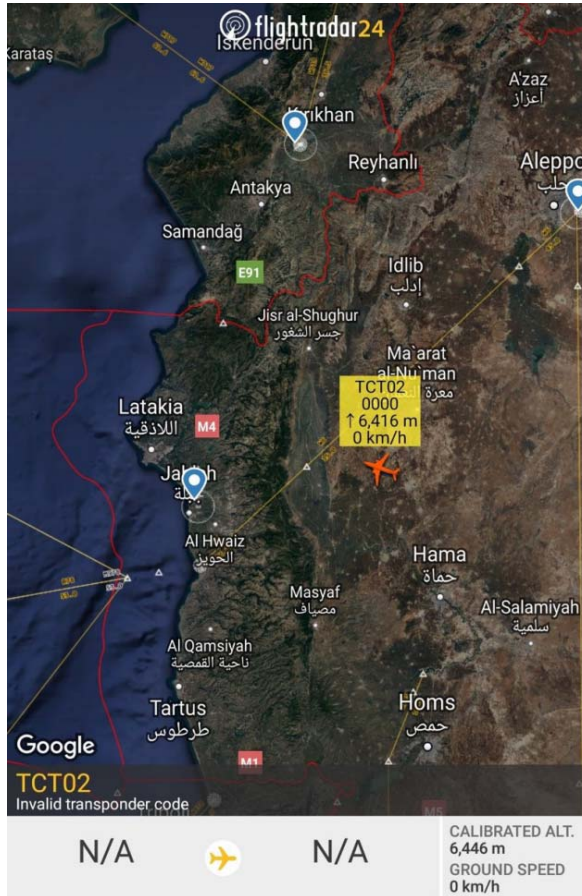 flightradar24
İskenderun
Karataş
A'zaz
أعزاز
Kırıkhan
Reyhanlı
Aleppo
حلب
Antakya
Samandağ
E91
Idlib
إدلب
Jisr al-Shughur
جسر الشغور
Ma`arat
al-Nu`man
معرة
TCT02
0000
↑ 6,416 m
0 km/h
Latakia
اللاذقية
M4
Al Hwaiz
الحويز
Hama
حماة
Masyaf
مصياف
Al-Salamiyah
سلمية
Al Qamsiyah
ناحية القمصية
Tartus
طرطوس
Homs
حمص
Google
M1
M5
TCT02
Invalid transponder code
N/A
N/A
CALIBRATED ALT.
6,446 m
GROUND SPEED
0 km/h